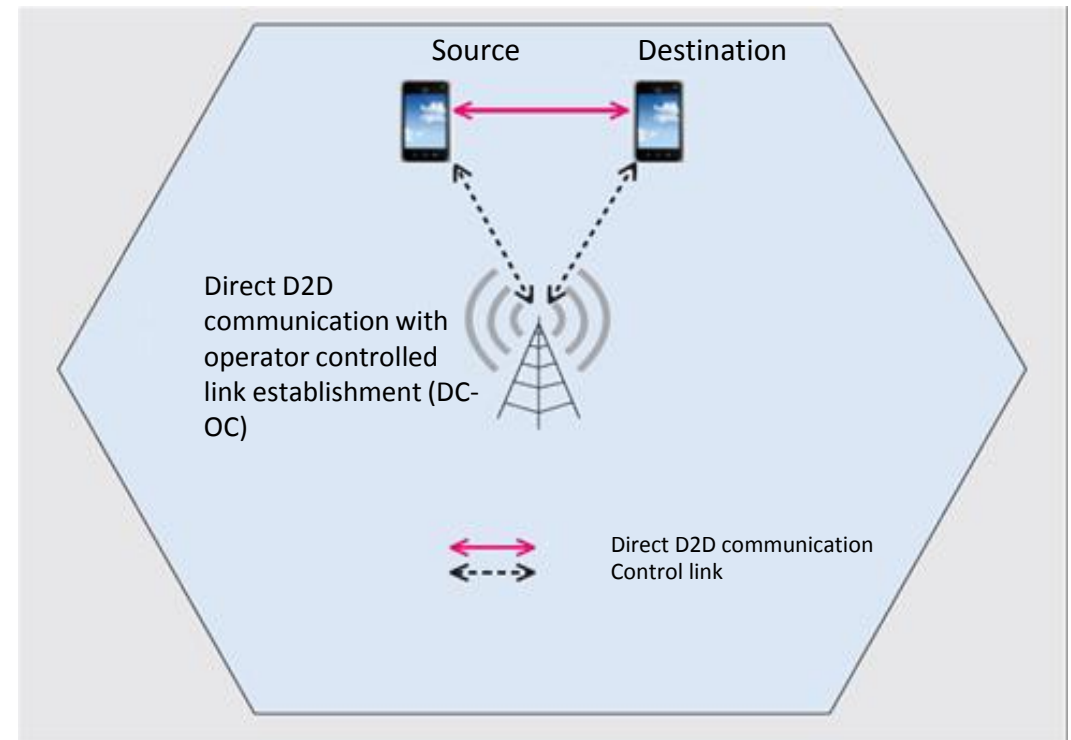 Source
Destination
Direct D2D
communication with
operator controlled
link establishment (DC-
OC)
Direct D2D communication
Control link